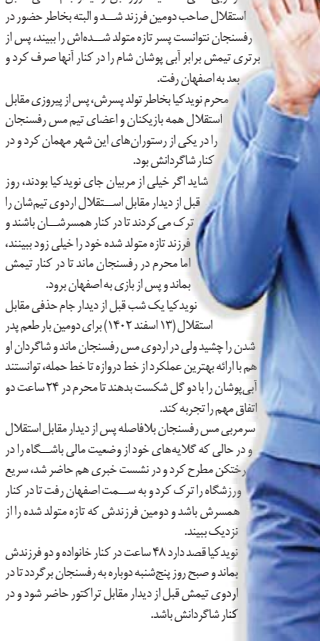 استقلال صاحب دومین فرزند شــد و البته بخاطر حضور در
رفسنجان نتوانست پسر تازه متولد شــده‌اش را ببیند، پس از
برتری تیمش برابر آبی پوشان شام را در کنار آنها صرف کرد و
بعد به اصفهان رفت.
محرم نویدکیا بخاطر تولد پسرش، پس از پیروزی مقابل
استقلال همه بازیکنان و اعضای تیم مس رفسنجان
را در یکی از رستوران‌های این شهر مهمان کرد و در
کنار شاگردانش بود.
شاید اگر خیلی از مربیان جای نویدکیا بودند، روز
قبل از دیدار مقابل اســتقلال اردوی تیم‌شان را
ترک می‌کردند تا در کنار همسرشــان باشند و
فرزند تازه متولد شده خود را خیلی زود ببینند،
اما محرم در رفسنجان ماند تا در کنار تیمش
بماند و پس از بازی به اصفهان برود.
نویدکیا یک شب قبل از دیدار جام حذفی مقابل
استقلال (۱۳ اسفند ۱۴۰۲) برای دومین بار طعم پدر
شدن را چشید ولی در اردوی مس رفسنجان ماند و شاگردان او
هم با ارائه بهترین عملکرد از خط دروازه تا خط حمله، توانستند
آبی‌پوشان را با دو گل شکست بدهند تا محرم در ۲۴ ساعت دو
اتفاق مهم را تجربه کند.
سرمربی مس رفسنجان بلافاصله پس از دیدار مقابل استقلال
و در حالی که گلایه‌های خود از وضعیت مالی باشــگاه را در
رختکن مطرح کرد و در نشست خبری هم حاضر شد، سریع
ورزشگاه را ترک کرد و به ســمت اصفهان رفت تا در کنار
همسرش باشد و دومین فرزندش که تازه متولد شده را از
نزدیک ببیند.
نویدکیا قصد دارد ۴۸ ساعت در کنار خانواده و دو فرزندش
بماند و صبح روز پنج‌شنبه دوباره به رفسنجان برگردد تا در
اردوی تیمش قبل از دیدار مقابل تراکتور حاضر شود و در
کنار شاگردانش باشد.